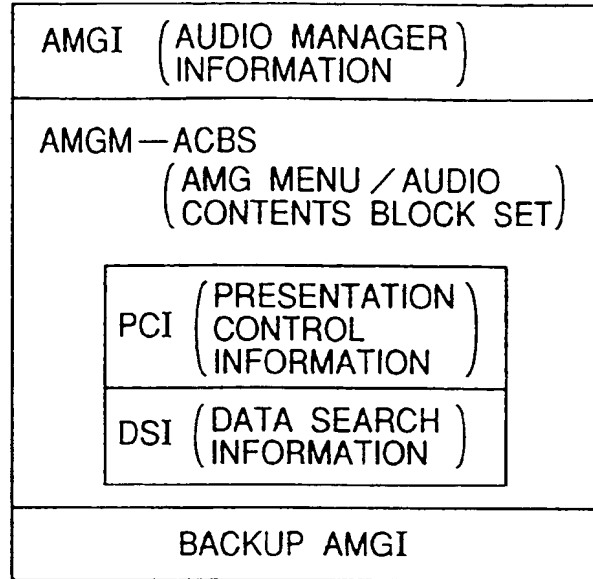 AMGI (AUDIO MANAGER
INFORMATION)
AMGM—ACBS
(AMG MENU／AUDIO
CONTENTS BLOCK SET)
PCI (PRESENTATION
CONTROL
INFORMATION)
DSI (DATA SEARCH
INFORMATION)
BACKUP AMGI